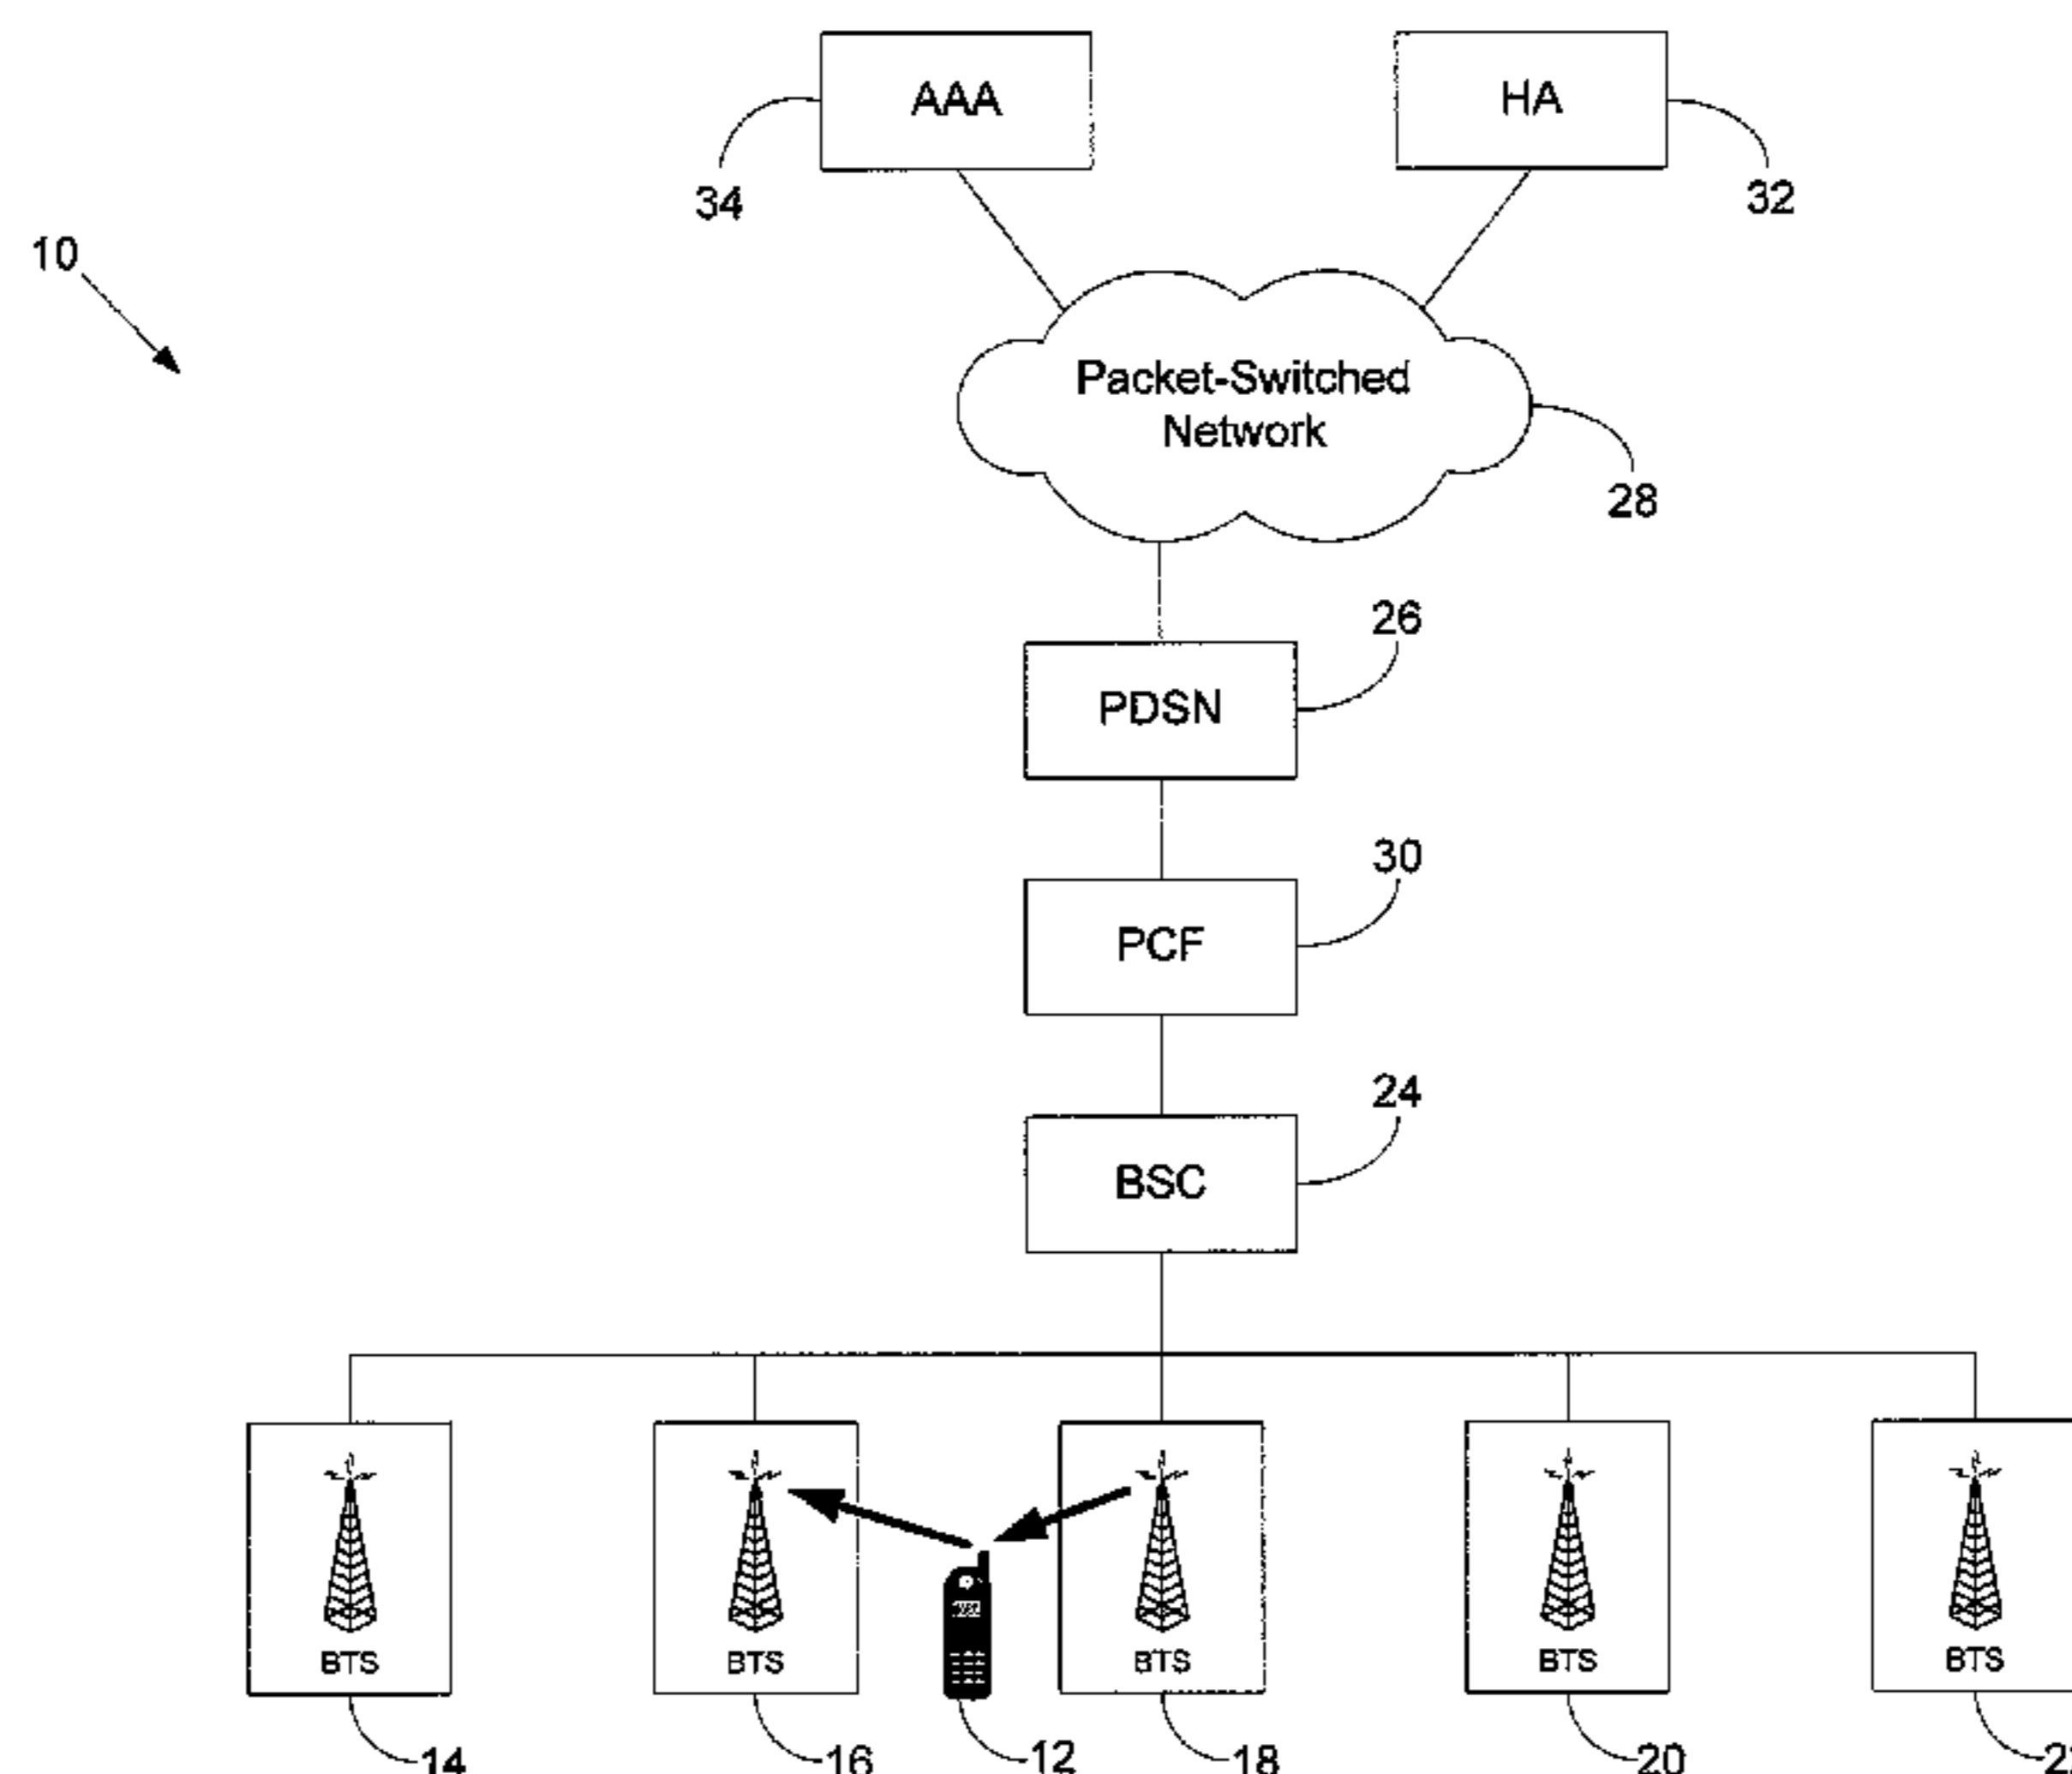 AAA
HA
34
32
10
Packet-Switched
Network
28
26
PDSN
30
PCF
24
BSC
BTS
BTS
BTS
BTS
BTS
14
16
12
18
20